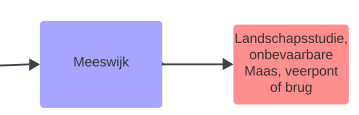 Meeswijk
Landschapsstudie,
onbevaarbare
Maas, veerpont
of brug